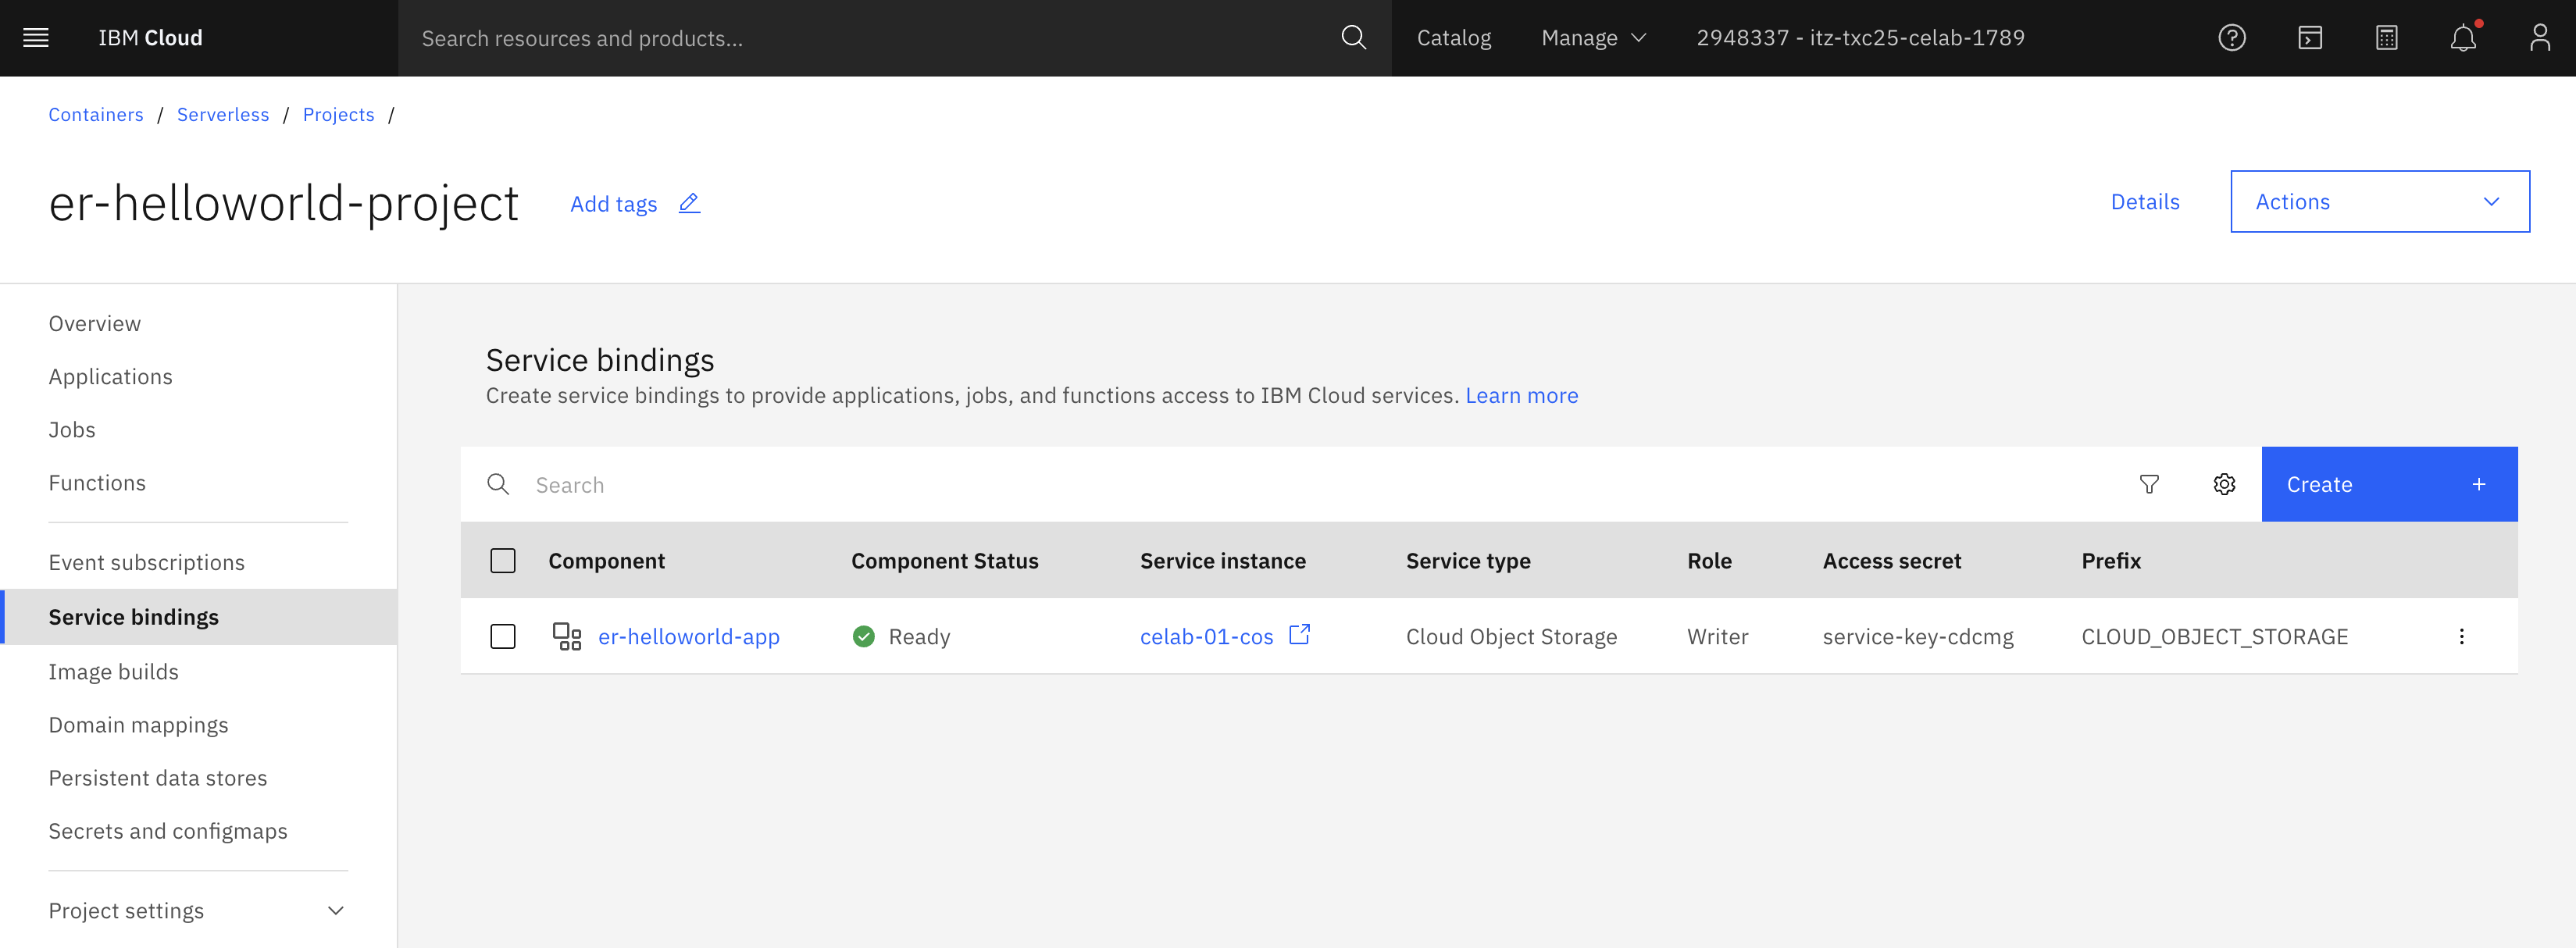 IBM Cloud
Search resources and products...
Catalog
Manage
2948337 - itz-txc25-celab-1789
Containers / Serverless / Projects /
er-helloworld-project
Add tags
Details
Actions
Overview
Applications
Jobs
Functions
Event subscriptions
Service bindings
Image builds
Domain mappings
Persistent data stores
Secrets and configmaps
Project settings
Service bindings
Create service bindings to provide applications, jobs, and functions access to IBM Cloud services. Learn more
Search
Create +
Component Component Status Service instance Service type Role Access secret Prefix
er-helloworld-app Ready celab-01-cos Cloud Object Storage Writer service-key-cdcmg CLOUD_OBJECT_STORAGE